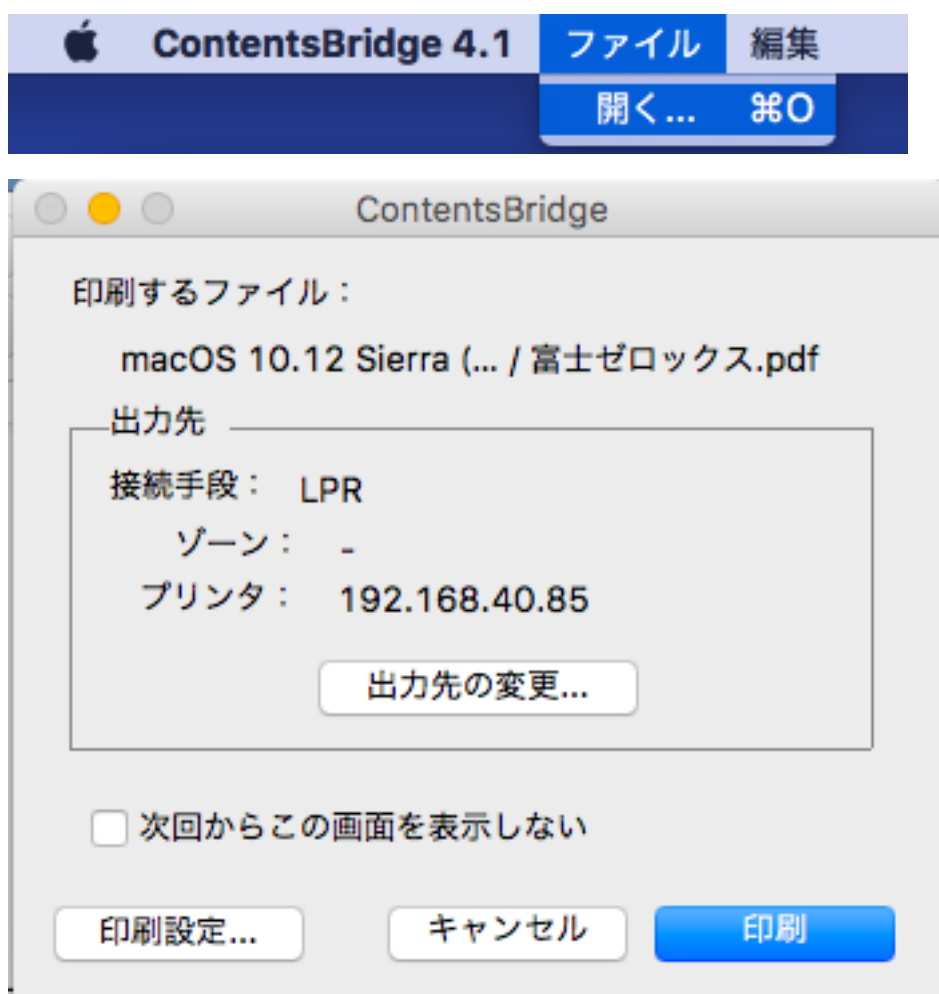 ContentsBridge 4.1 ファイル 編集
開く... ⌘O
ContentsBridge
印刷するファイル：
macOS 10.12 Sierra (... / 富士ゼロックス.pdf
出力先
接続手段： LPR
ゾーン： -
プリンタ： 192.168.40.85
出力先の変更...
次回からこの画面を表示しない
印刷設定... キャンセル 印刷